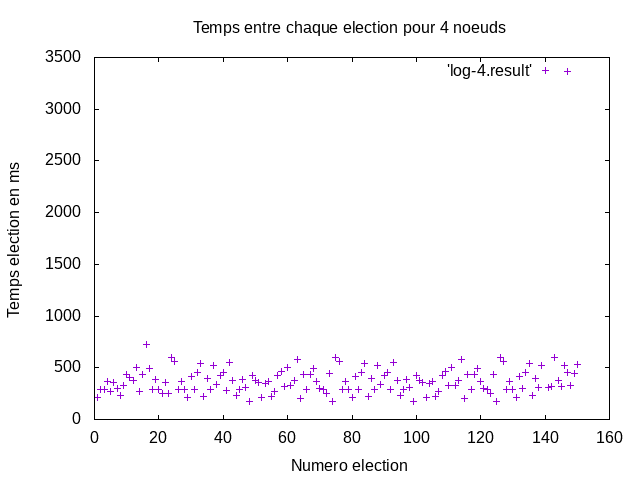 Temps entre chaque election pour 4 noeuds
3500
3000
2500
2000
1500
1000
500
0
Temps election en ms
'log-4.result'
0 20 40 60 80 100 120 140 160
Numero election